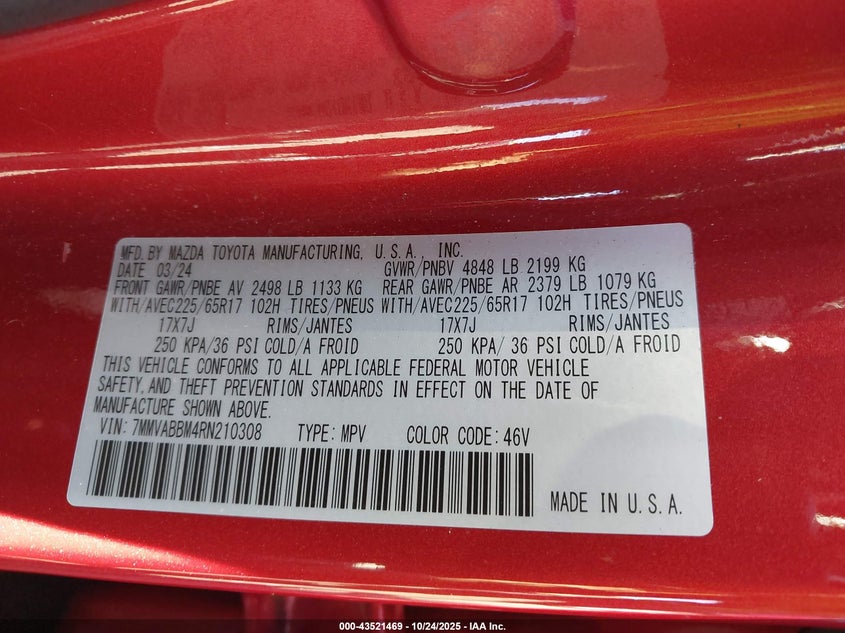 MFD. BY MAZDA TOYOTA MANUFACTURING, U.S.A. INC.
DATE 03/24 GVWR/PNBV 4848 LB 2199 KG
FRONT GAWR/PNBE AV 2498 LB 1133 KG REAR GAWR/PNBE AR 2379 LB 1079 KG
WITH/AVEC 225/65R17 102H TIRES/PNEUS WITH/AVEC 225/65R17 102H TIRES/PNEUS
17X7J RIMS/JANTES 17X7J RIMS/JANTES
250 KPA/36 PSI COLD/A FROID 250 KPA/ 36 PSI COLD/A FROID
THIS VEHICLE CONFORMS TO ALL APPLICABLE FEDERAL MOTOR VEHICLE
SAFETY, AND THEFT PREVENTION STANDARDS IN EFFECT ON THE DATE OF
MANUFACTURE SHOWN ABOVE.
VIN: 7MMVABBM4RN210308 TYPE: MPV COLOR CODE: 46V
MADE IN U.S.A.
000-43521469 - 10/24/2025 - IAA Inc.